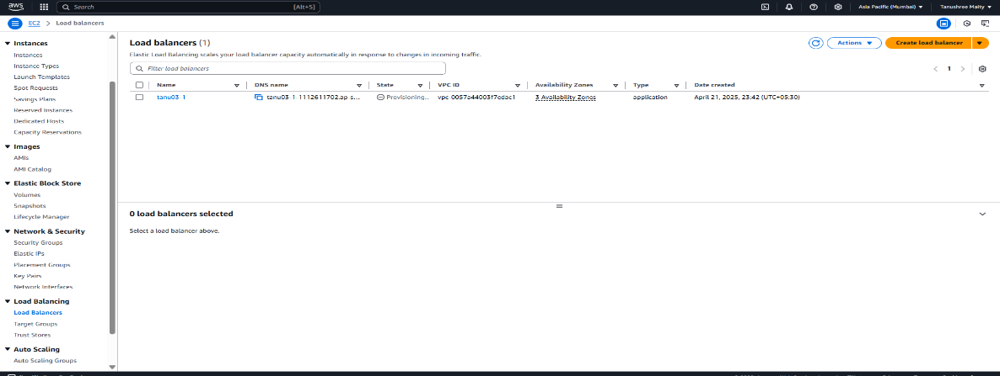 aws
Search [Alt+S]
Asia Pacific (Mumbai) Tanushree Maity
EC2 > Load balancers
Instances
Instances
Instance Types
Launch Templates
Spot Requests
Savings Plans
Reserved Instances
Dedicated Hosts
Capacity Reservations
Images
AMIs
AMI Catalog
Elastic Block Store
Volumes
Snapshots
Lifecycle Manager
Network & Security
Security Groups
Elastic IPs
Placement Groups
Key Pairs
Network Interfaces
Load Balancing
Load Balancers
Target Groups
Trust Stores
Auto Scaling
Auto Scaling Groups
Load balancers (1)
Actions
Create load balancer
Elastic Load Balancing scales your load balancer capacity automatically in response to changes in incoming traffic.
Filter load balancers
1
Name DNS name State VPC ID Availability Zones Type Date created
tanu03-1 tanu03-1-1112611702.ap-s... Provisioning.. vpc-0057a44003f7edac1 3 Availability Zones application April 21, 2025, 23:42 (UTC+05:30)
0 load balancers selected
Select a load balancer above.